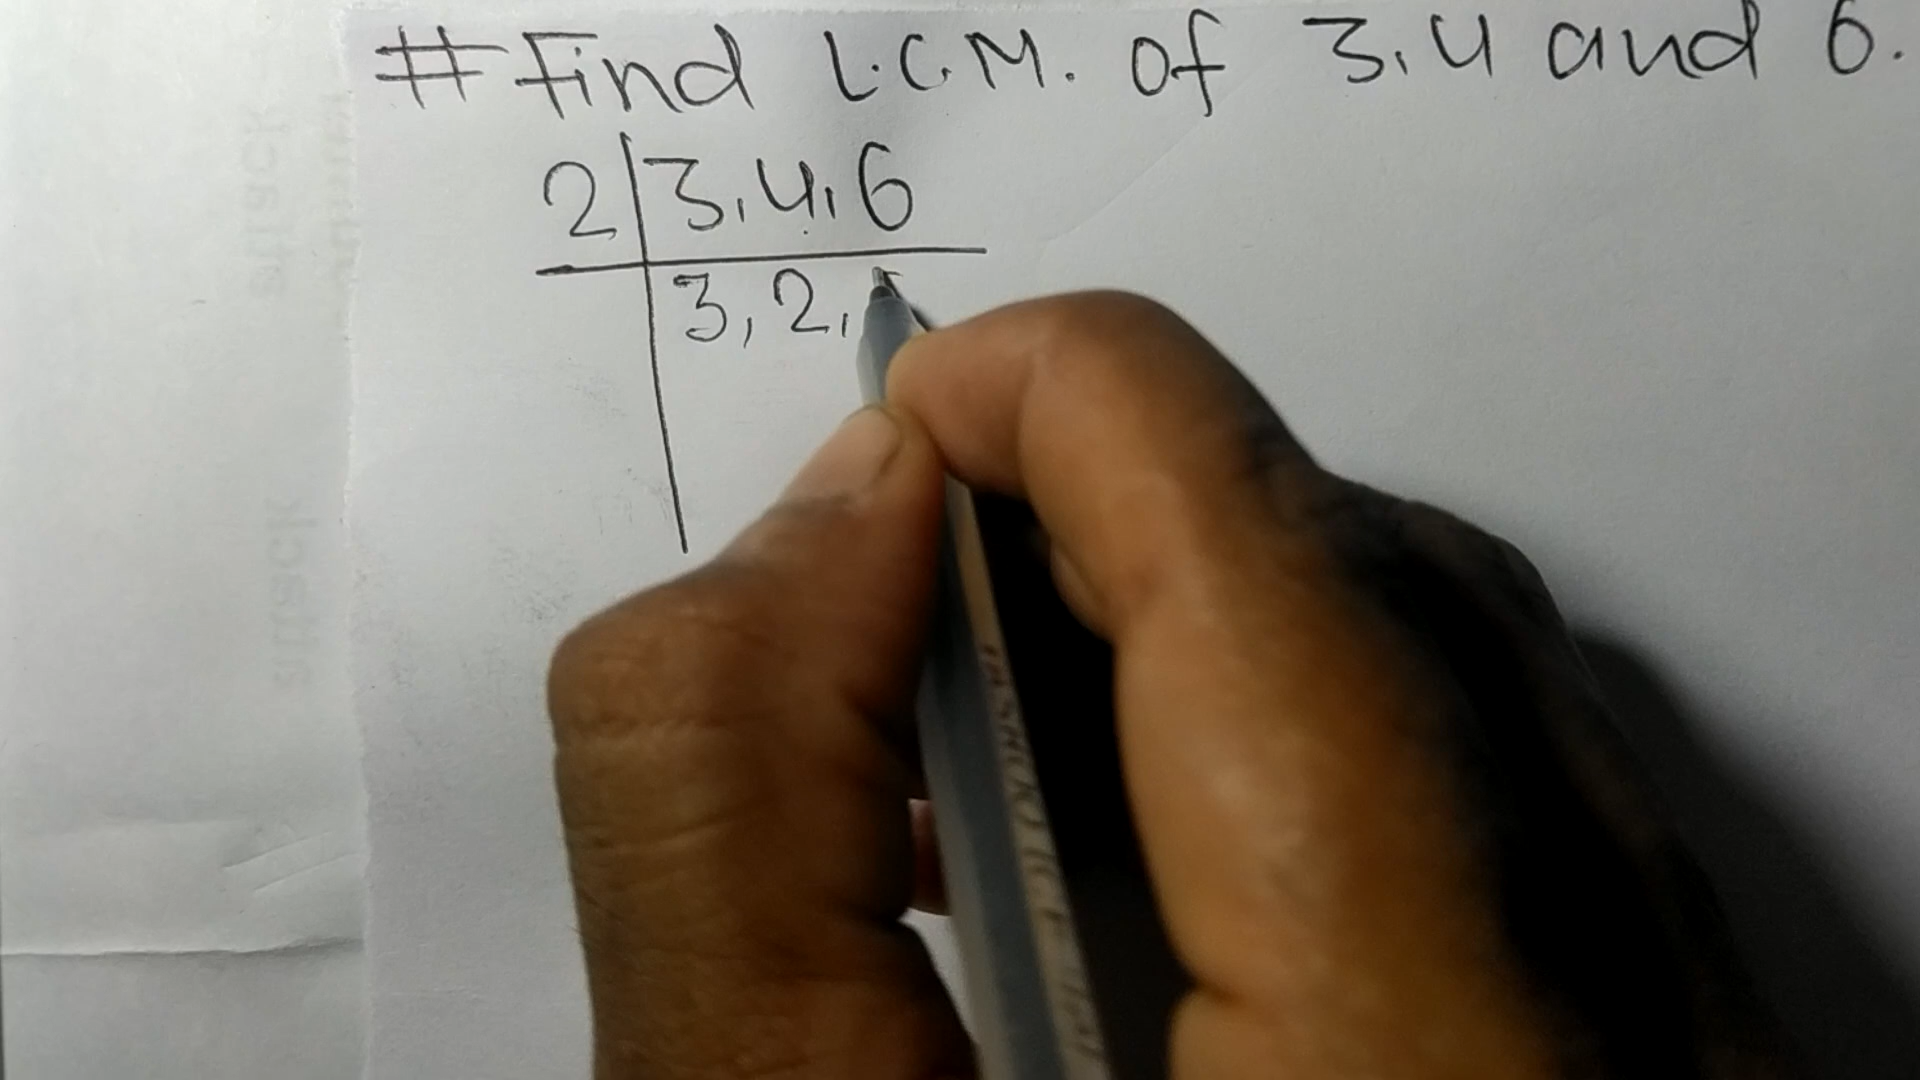 #Find L.C.M. of 3,4 and 6.
2 3,4,6
3, 2,